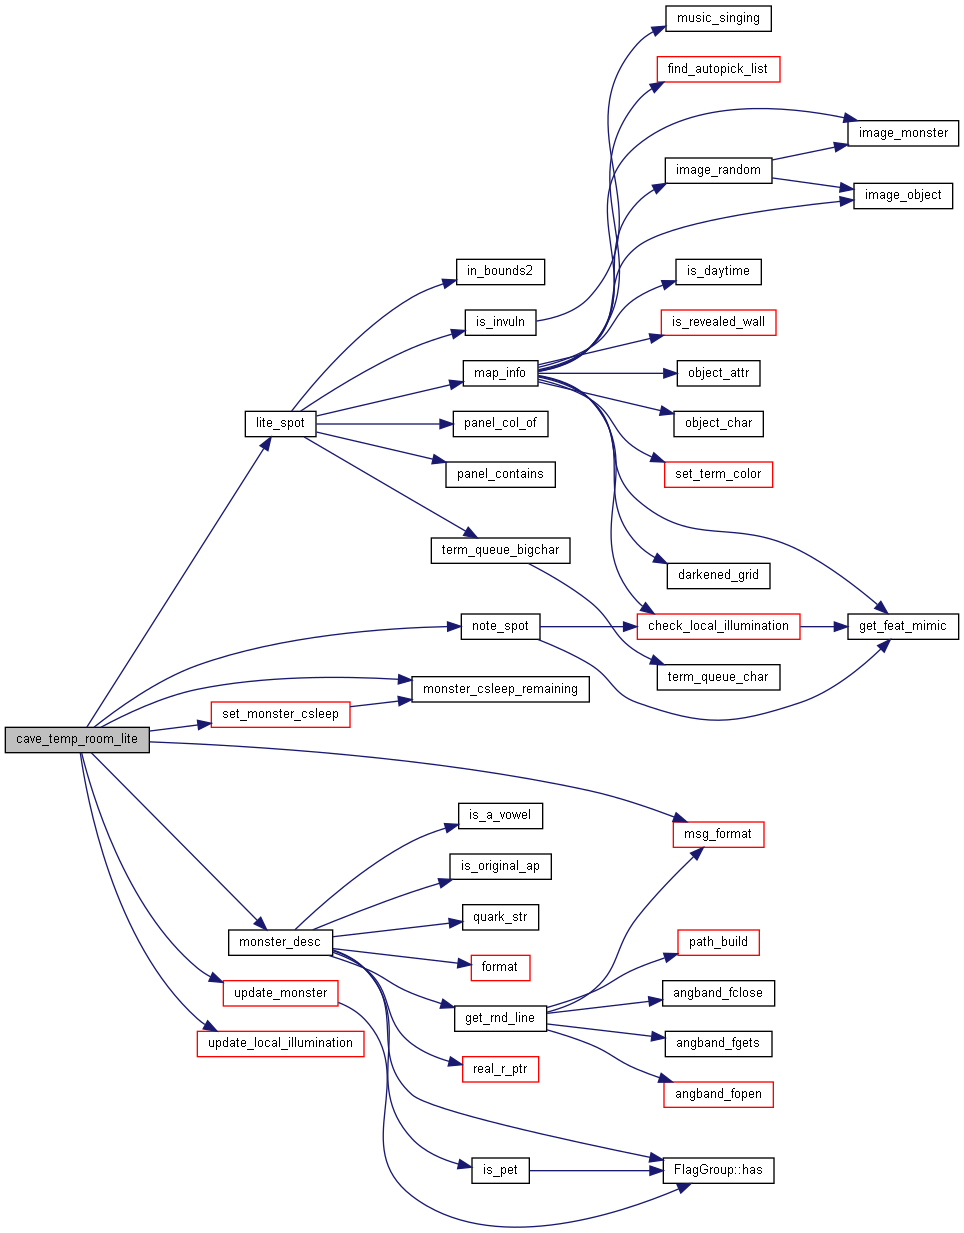 music_singing
find_autopick_list
image_monster
image_random
image_object
in_bounds2
is_daytime
is_invuln
is_revealed_wall
map_info
object_attr
lite_spot
panel_col_of
object_char
panel_contains
set_term_color
term_queue_bigchar
darkened_grid
note_spot
check_local_illumination
get_feat_mimic
monster_csleep_remaining
term_queue_char
set_monster_csleep
cave_temp_room_lite
is_a_vowel
msg_format
is_original_ap
quark_str
monster_desc
path_build
format
update_monster
angband_fclose
get_rnd_line
update_local_illumination
angband_fgets
real_r_ptr
angband_fopen
is_pet
FlagGroup::has